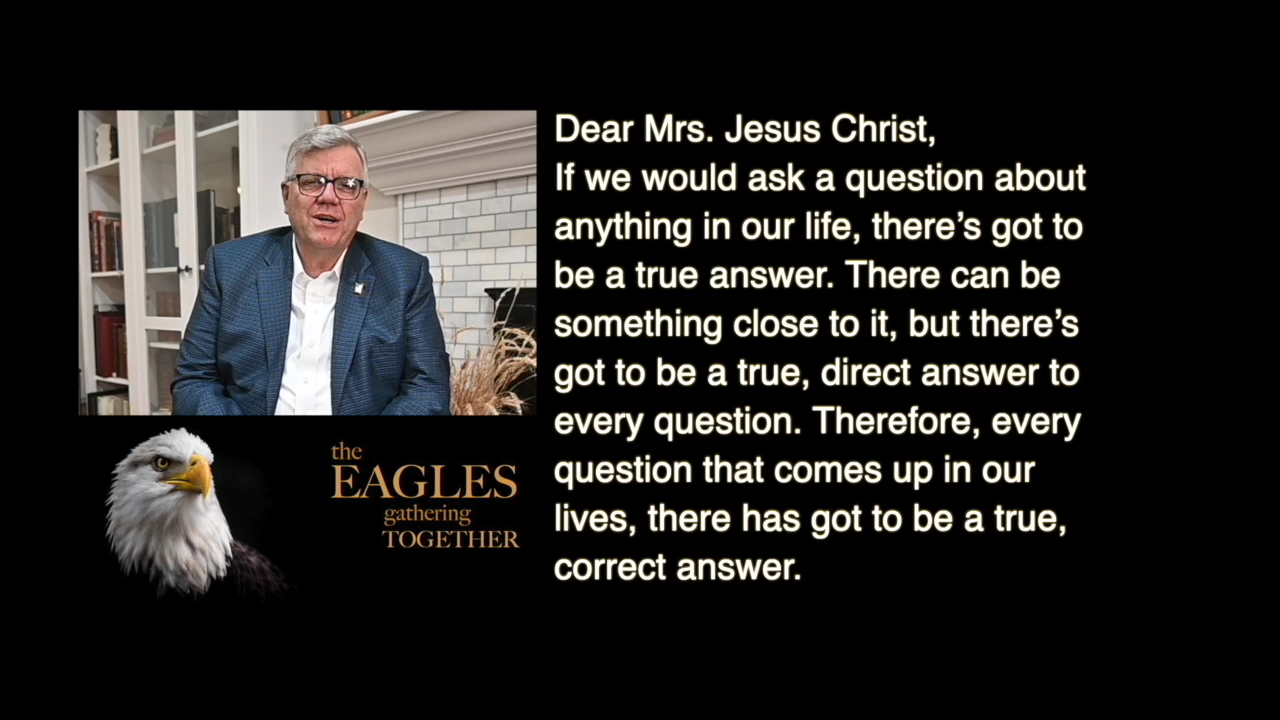 Dear Mrs. Jesus Christ,
If we would ask a question about
anything in our life, there’s got to
be a true answer. There can be
something close to it, but there’s
got to be a true, direct answer to
every question. Therefore, every
question that comes up in our
lives, there has got to be a true,
correct answer.
the
EAGLES
gathering
TOGETHER